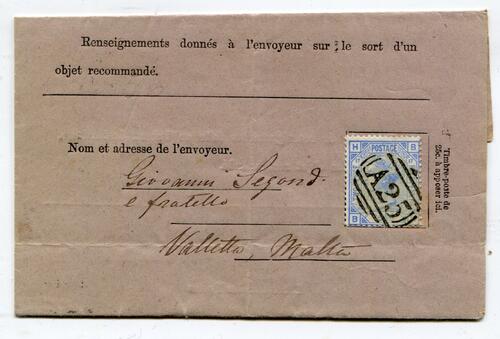 Renseignements donnés à l'envoyeur sur le sort d'un
objet recommandé.
Nom et adresse de l'envoyeur.
Giovanni Segond
e fratello
Valletta, Malta
H B
POSTAGE
A25
B
Timbre-poste de
25c. à apposer ici.